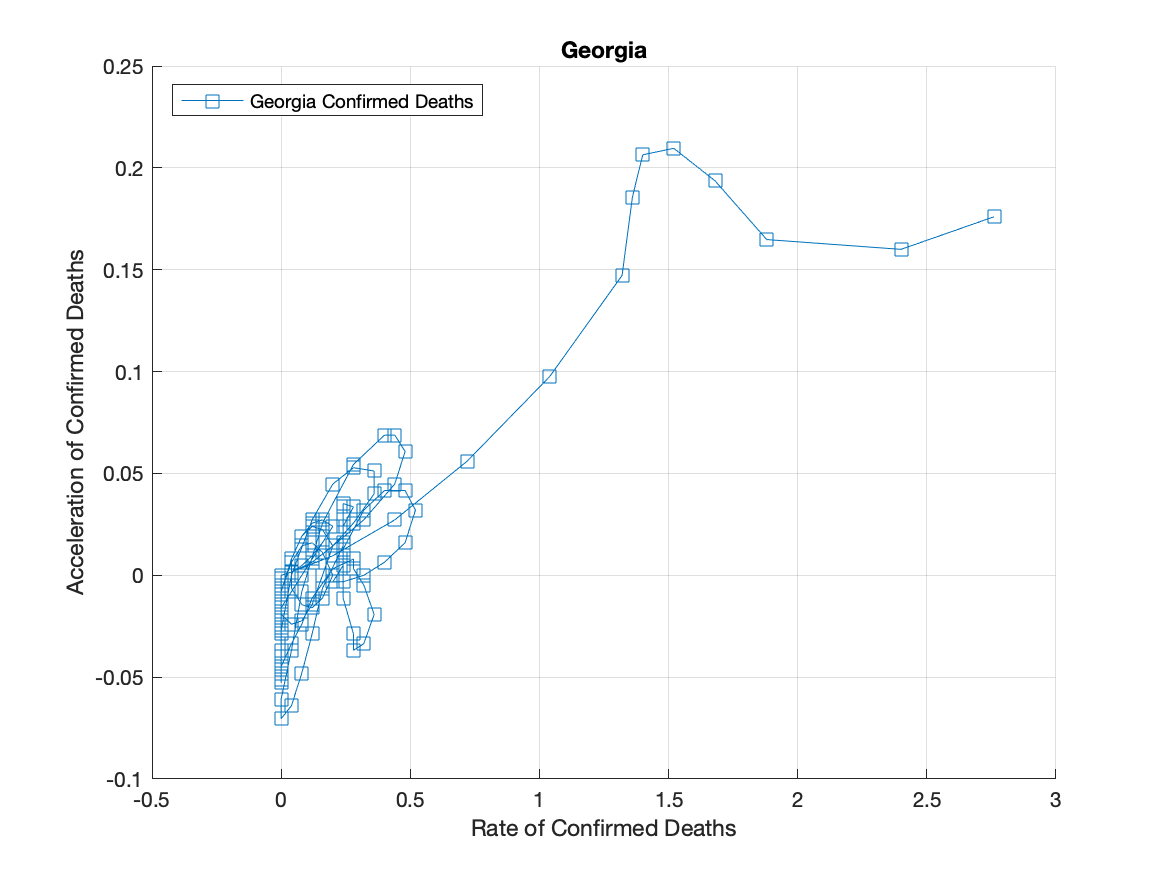 Georgia
0.25
Georgia Confirmed Deaths
0.2
0.15
0.1
0.05
0
-0.05
-0.1
Acceleration of Confirmed Deaths
-0.5 0 0.5 1 1.5 2 2.5 3
Rate of Confirmed Deaths